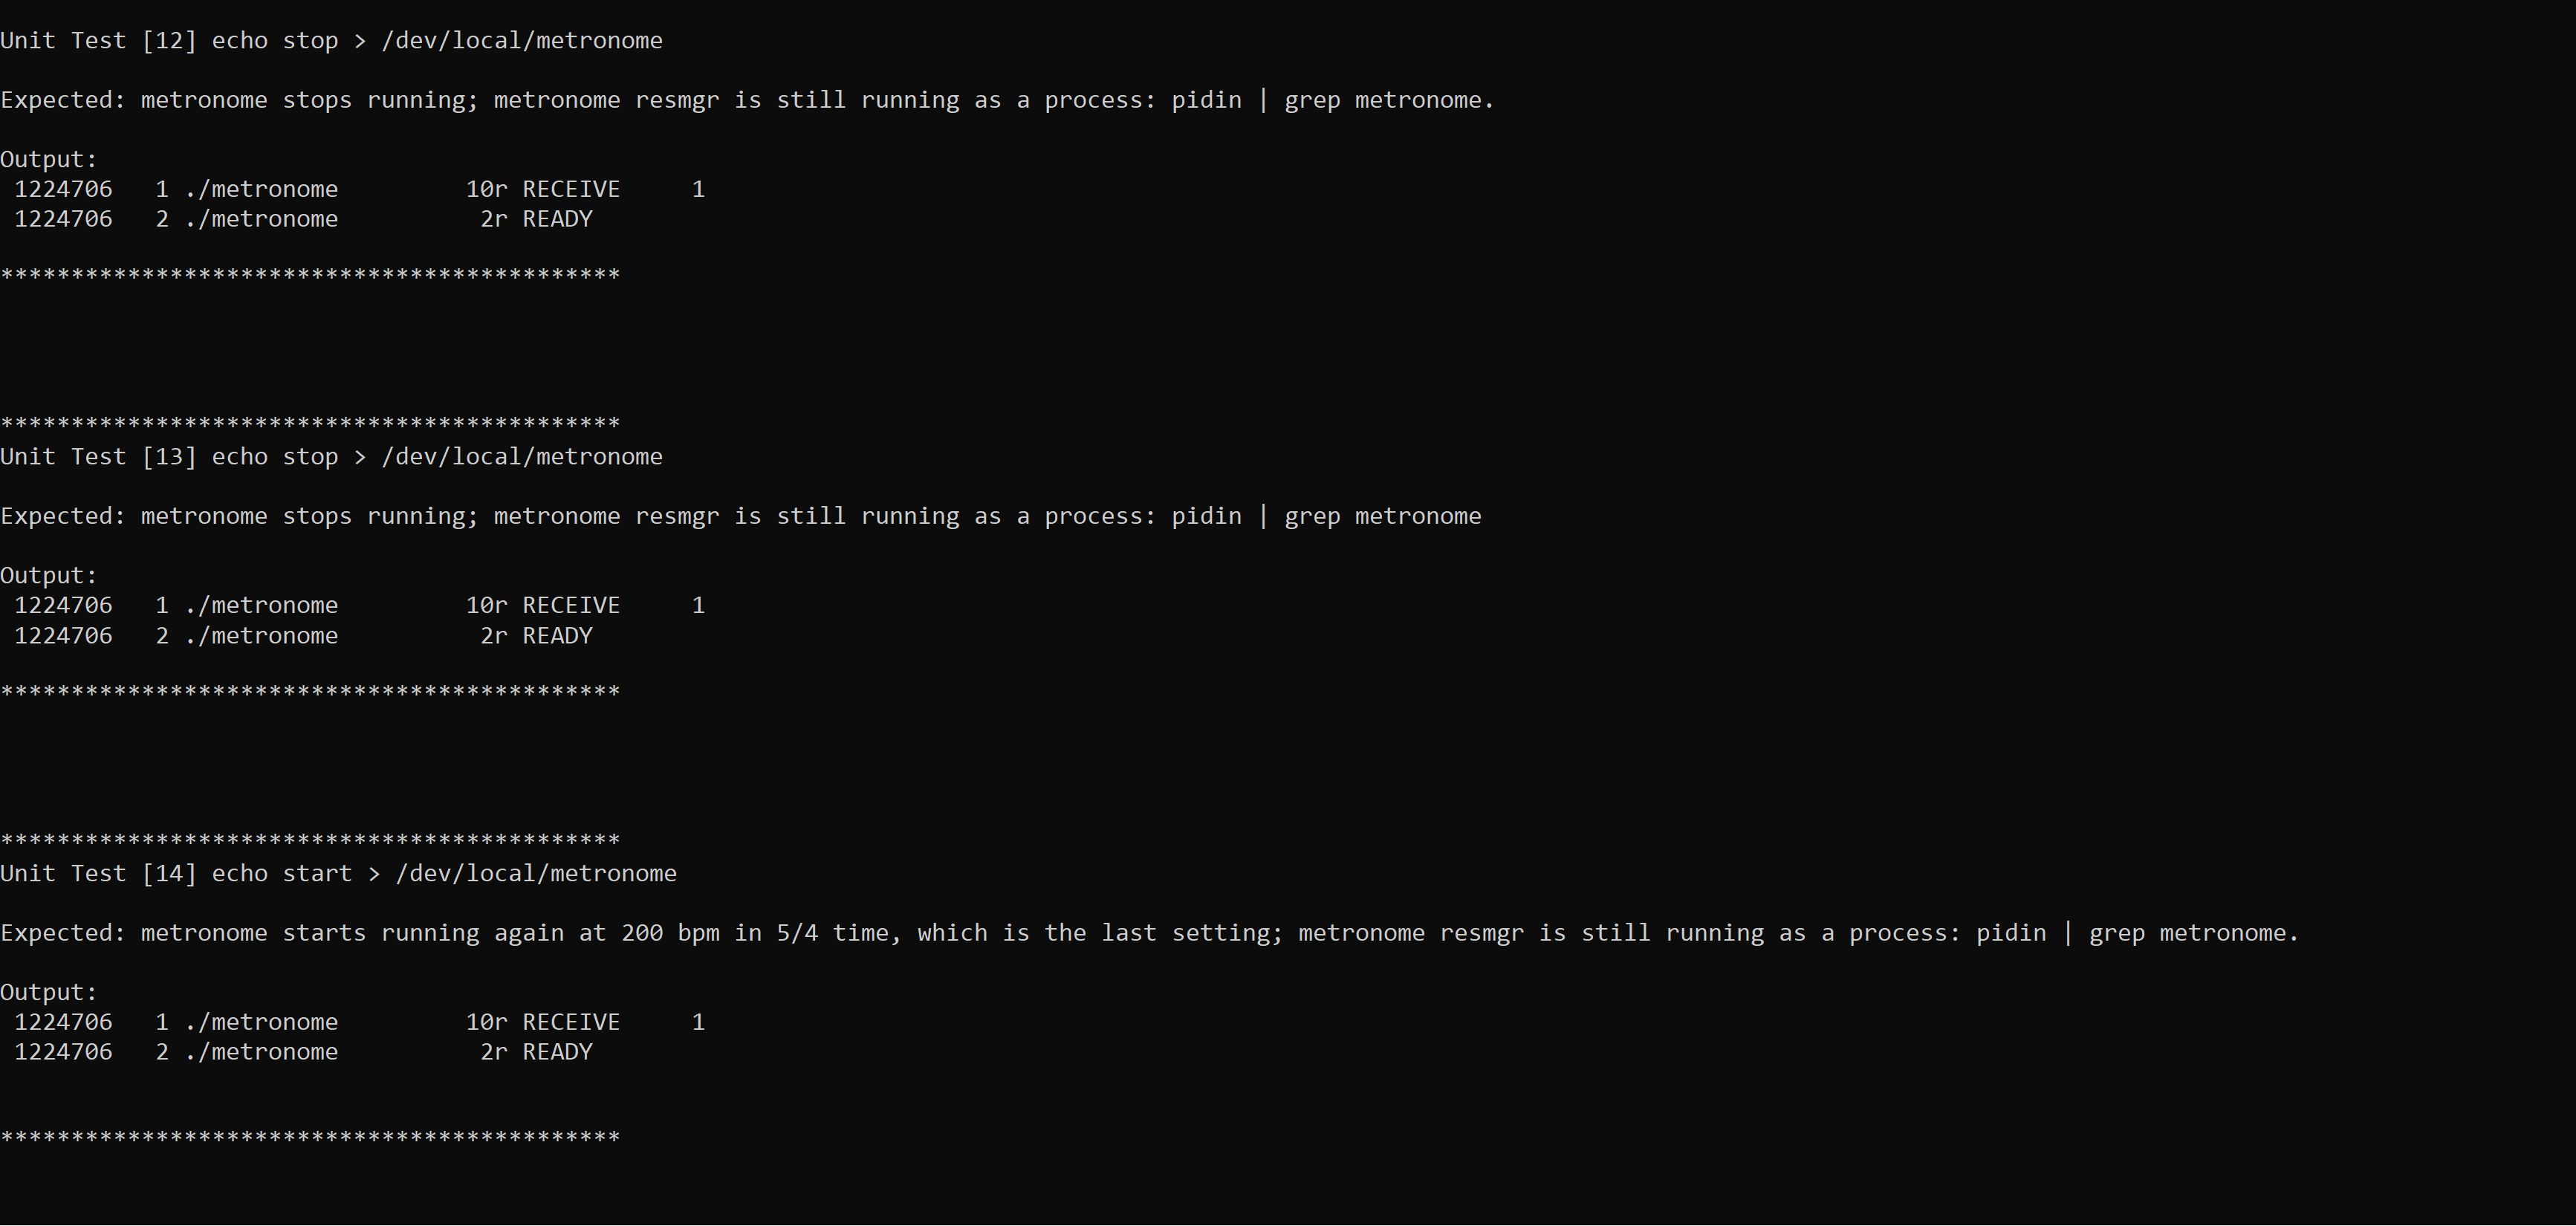 Unit Test [12] echo stop > /dev/local/metronome
Expected: metronome stops running; metronome resmgr is still running as a process: pidin | grep metronome.
Output:
1224706   1 ./metronome         10r RECEIVE     1
1224706   2 ./metronome          2r READY
********************************************
********************************************
Unit Test [13] echo stop > /dev/local/metronome
Expected: metronome stops running; metronome resmgr is still running as a process: pidin | grep metronome
Output:
1224706   1 ./metronome         10r RECEIVE     1
1224706   2 ./metronome          2r READY
********************************************
********************************************
Unit Test [14] echo start > /dev/local/metronome
Expected: metronome starts running again at 200 bpm in 5/4 time, which is the last setting; metronome resmgr is still running as a process: pidin | grep metronome.
Output:
1224706   1 ./metronome         10r RECEIVE     1
1224706   2 ./metronome          2r READY
********************************************